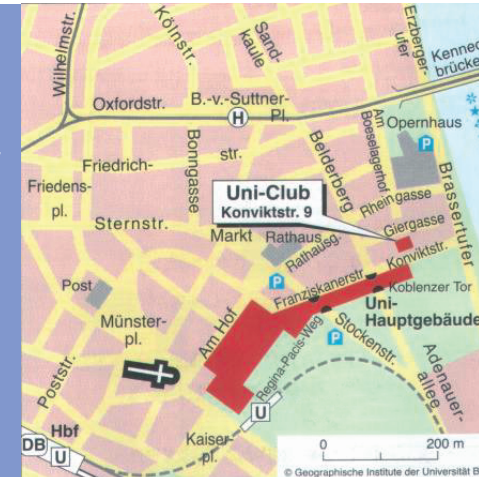 Wilhelmstr.
Kölnstr.
Sand-
kaule
Erzberger-
ufer
Kenned
brücke
Oxfordstr.
B.-v.-Suttner-
Pl.
H
Am
Boeselagerhof
Opernhaus
P
Friedrich-
str.
Bonngasse
Belderberg
Friedens-
pl.
Uni-Club
Konviktstr. 9
Rheingasse
Brassertufer
Sternstr.
Markt
Rathaus
Rathausg.
Giergasse
Konviktstr.
Post
P
Franziskanerstr.
Koblenzer Tor
Uni-
Hauptgebäude
Münster-
pl.
Am Hof
Regina-Pacis-Weg
P
Stockenstr.
Adenauer-
allee
Poststr.
Hbf
DB
U
Kaiser-
pl.
U
0 200 m
© Geographische Institute der Universität B